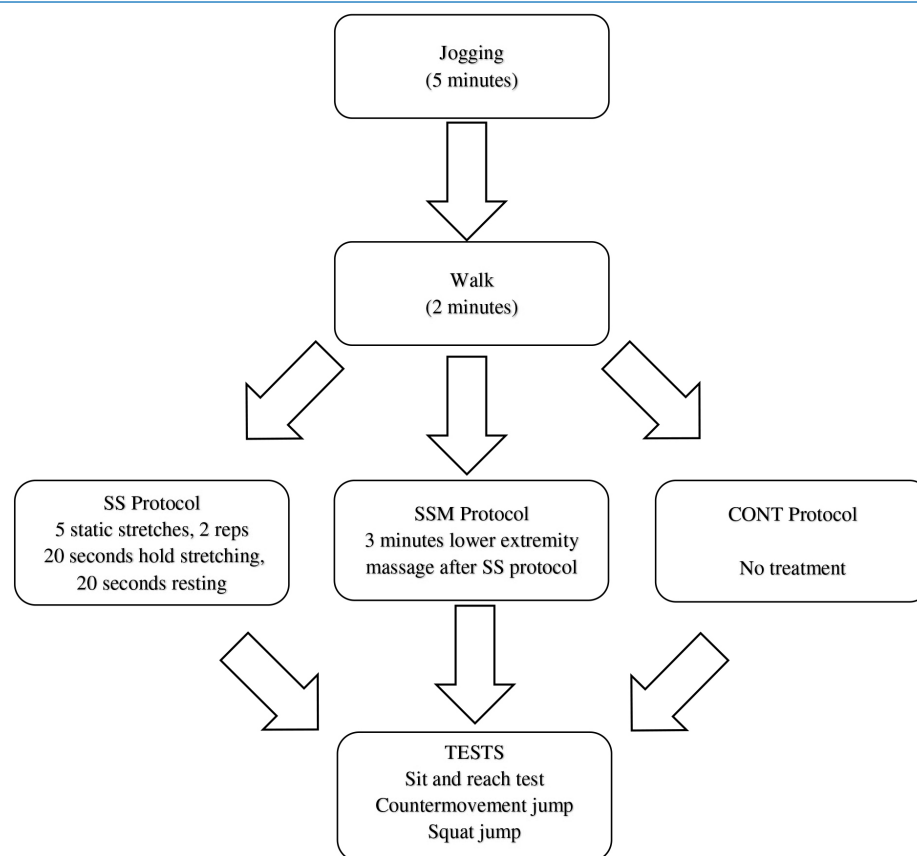 Jogging
(5 minutes)
Walk
(2 minutes)
SS Protocol
5 static stretches, 2 reps
20 seconds hold stretching,
20 seconds resting
SSM Protocol
3 minutes lower extremity
massage after SS protocol
CONT Protocol
No treatment
TESTS
Sit and reach test
Countermovement jump
Squat jump